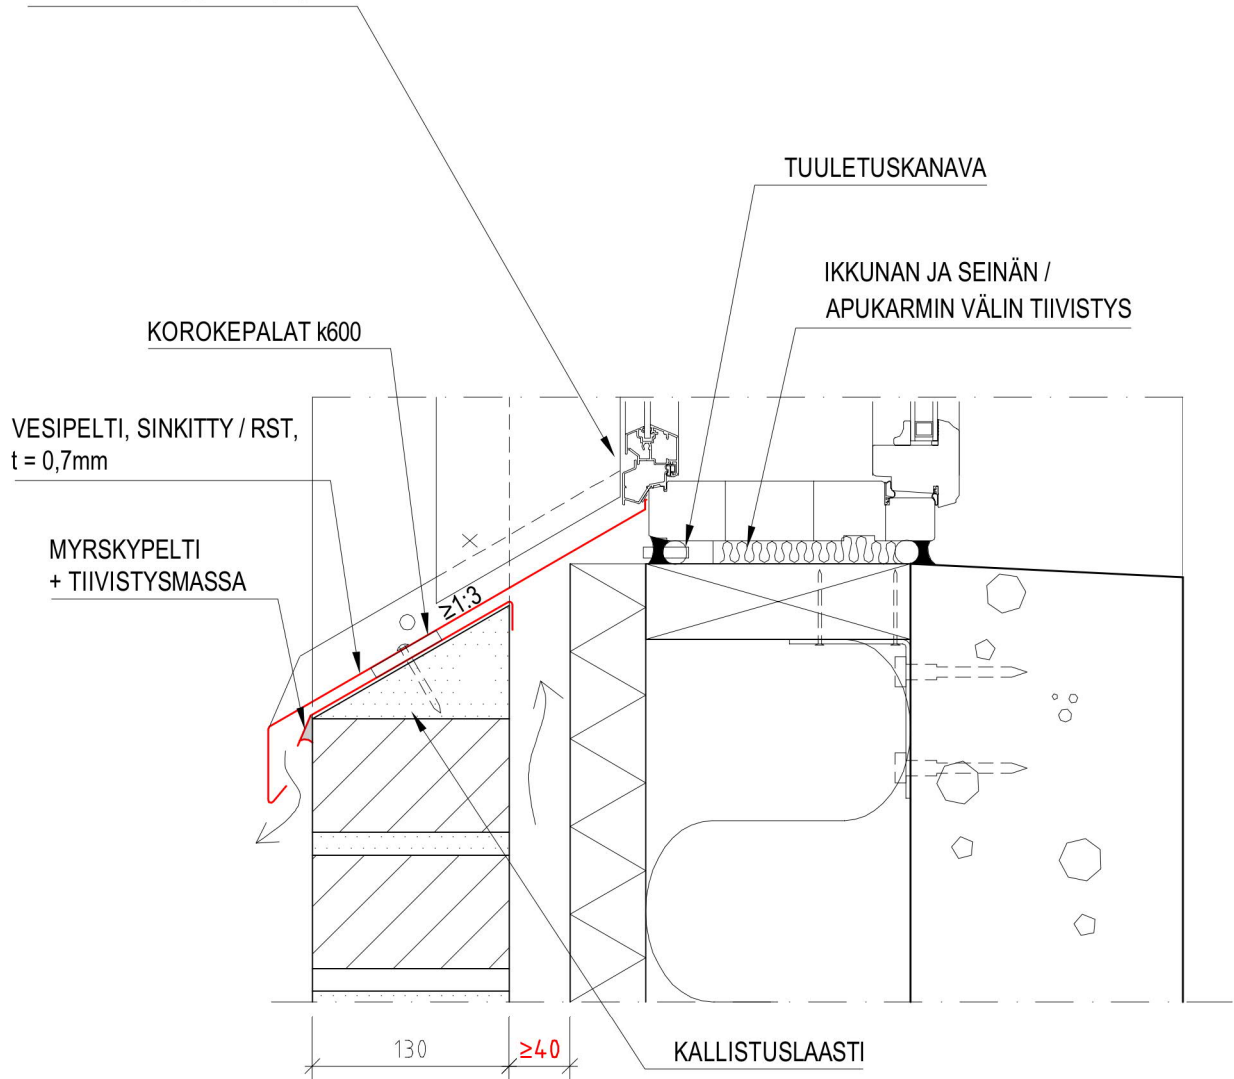 TUULETUSKANAVA
IKKUNAN JA SEINÄN /
APUKARMIN VÄLIN TIIVISTYS
KOROKEPALAT k600
VESIPELTI, SINKITTY / RST,
t = 0,7mm
MYRSKYPELTI
+ TIIVISTYSMASSA
≥1:3
130
≥40
KALLISTUSLAASTI